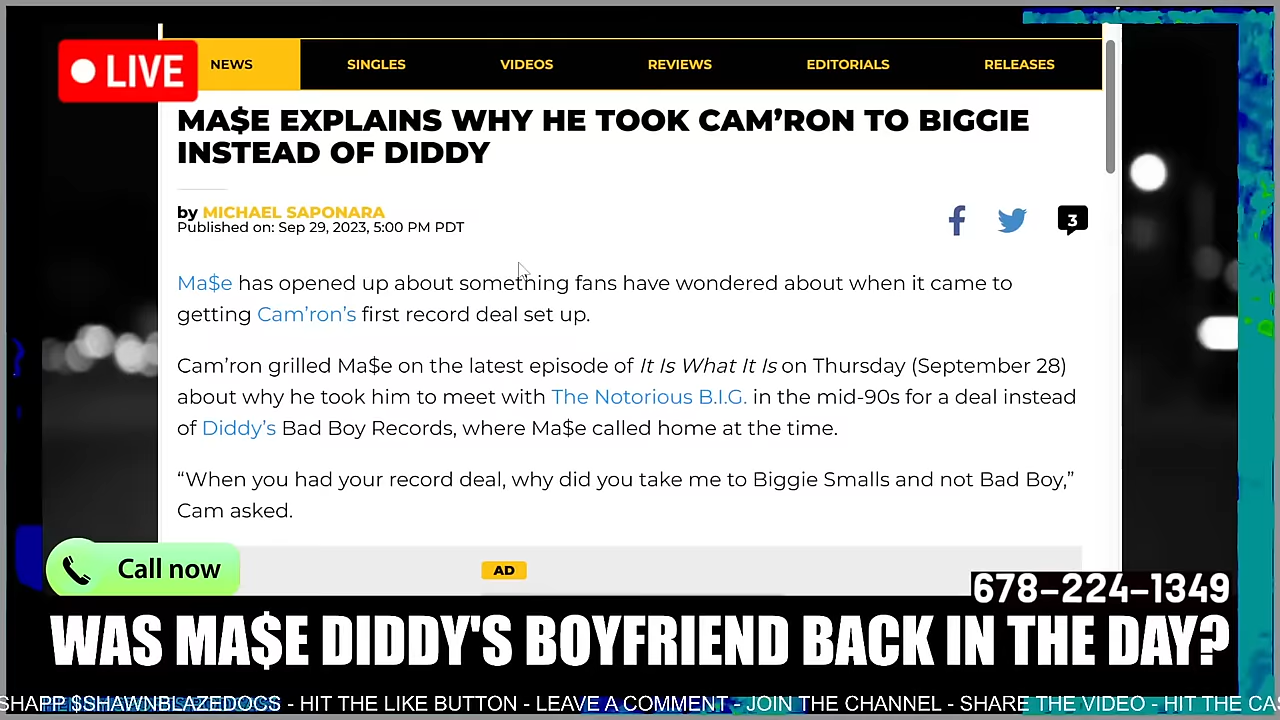 LIVE
NEWS SINGLES VIDEOS REVIEWS EDITORIALS RELEASES
MA$E EXPLAINS WHY HE TOOK CAM’RON TO BIGGIE
INSTEAD OF DIDDY
by MICHAEL SAPONARA
Published on: Sep 29, 2023, 5:00 PM PDT
3
Ma$e has opened up about something fans have wondered about when it came to
getting Cam’ron’s first record deal set up.
Cam’ron grilled Ma$e on the latest episode of It Is What It Is on Thursday (September 28)
about why he took him to meet with The Notorious B.I.G. in the mid-90s for a deal instead
of Diddy’s Bad Boy Records, where Ma$e called home at the time.
“When you had your record deal, why did you take me to Biggie Smalls and not Bad Boy,”
Cam asked.
AD
Call now
678-224-1349
WAS MA$E DIDDY'S BOYFRIEND BACK IN THE DAY?
SHAPP $SHAWNBLAZEDOGS - HIT THE LIKE BUTTON - LEAVE A COMMENT - JOIN THE CHANNEL - SHARE THE VIDEO - HIT THE CAS